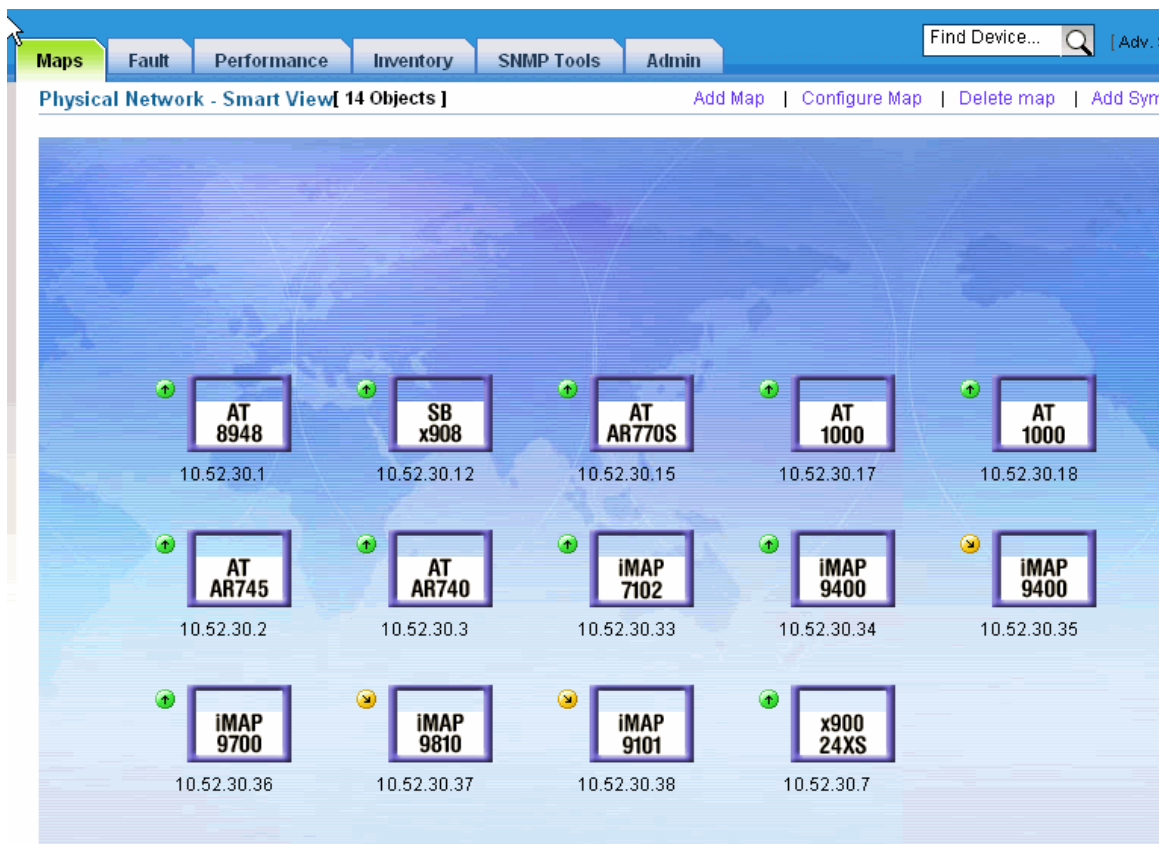 Find Device...
[ Adv.
Maps Fault Performance Inventory SNMP Tools Admin
Physical Network - Smart View[ 14 Objects ] Add Map | Configure Map | Delete map | Add Sym
AT
8948
10.52.30.1
SB
x908
10.52.30.12
AT
AR770S
10.52.30.15
AT
1000
10.52.30.17
AT
1000
10.52.30.18
AT
AR745
10.52.30.2
AT
AR740
10.52.30.3
iMAP
7102
10.52.30.33
iMAP
9400
10.52.30.34
iMAP
9400
10.52.30.35
iMAP
9700
10.52.30.36
iMAP
9810
10.52.30.37
iMAP
9101
10.52.30.38
x900
24XS
10.52.30.7